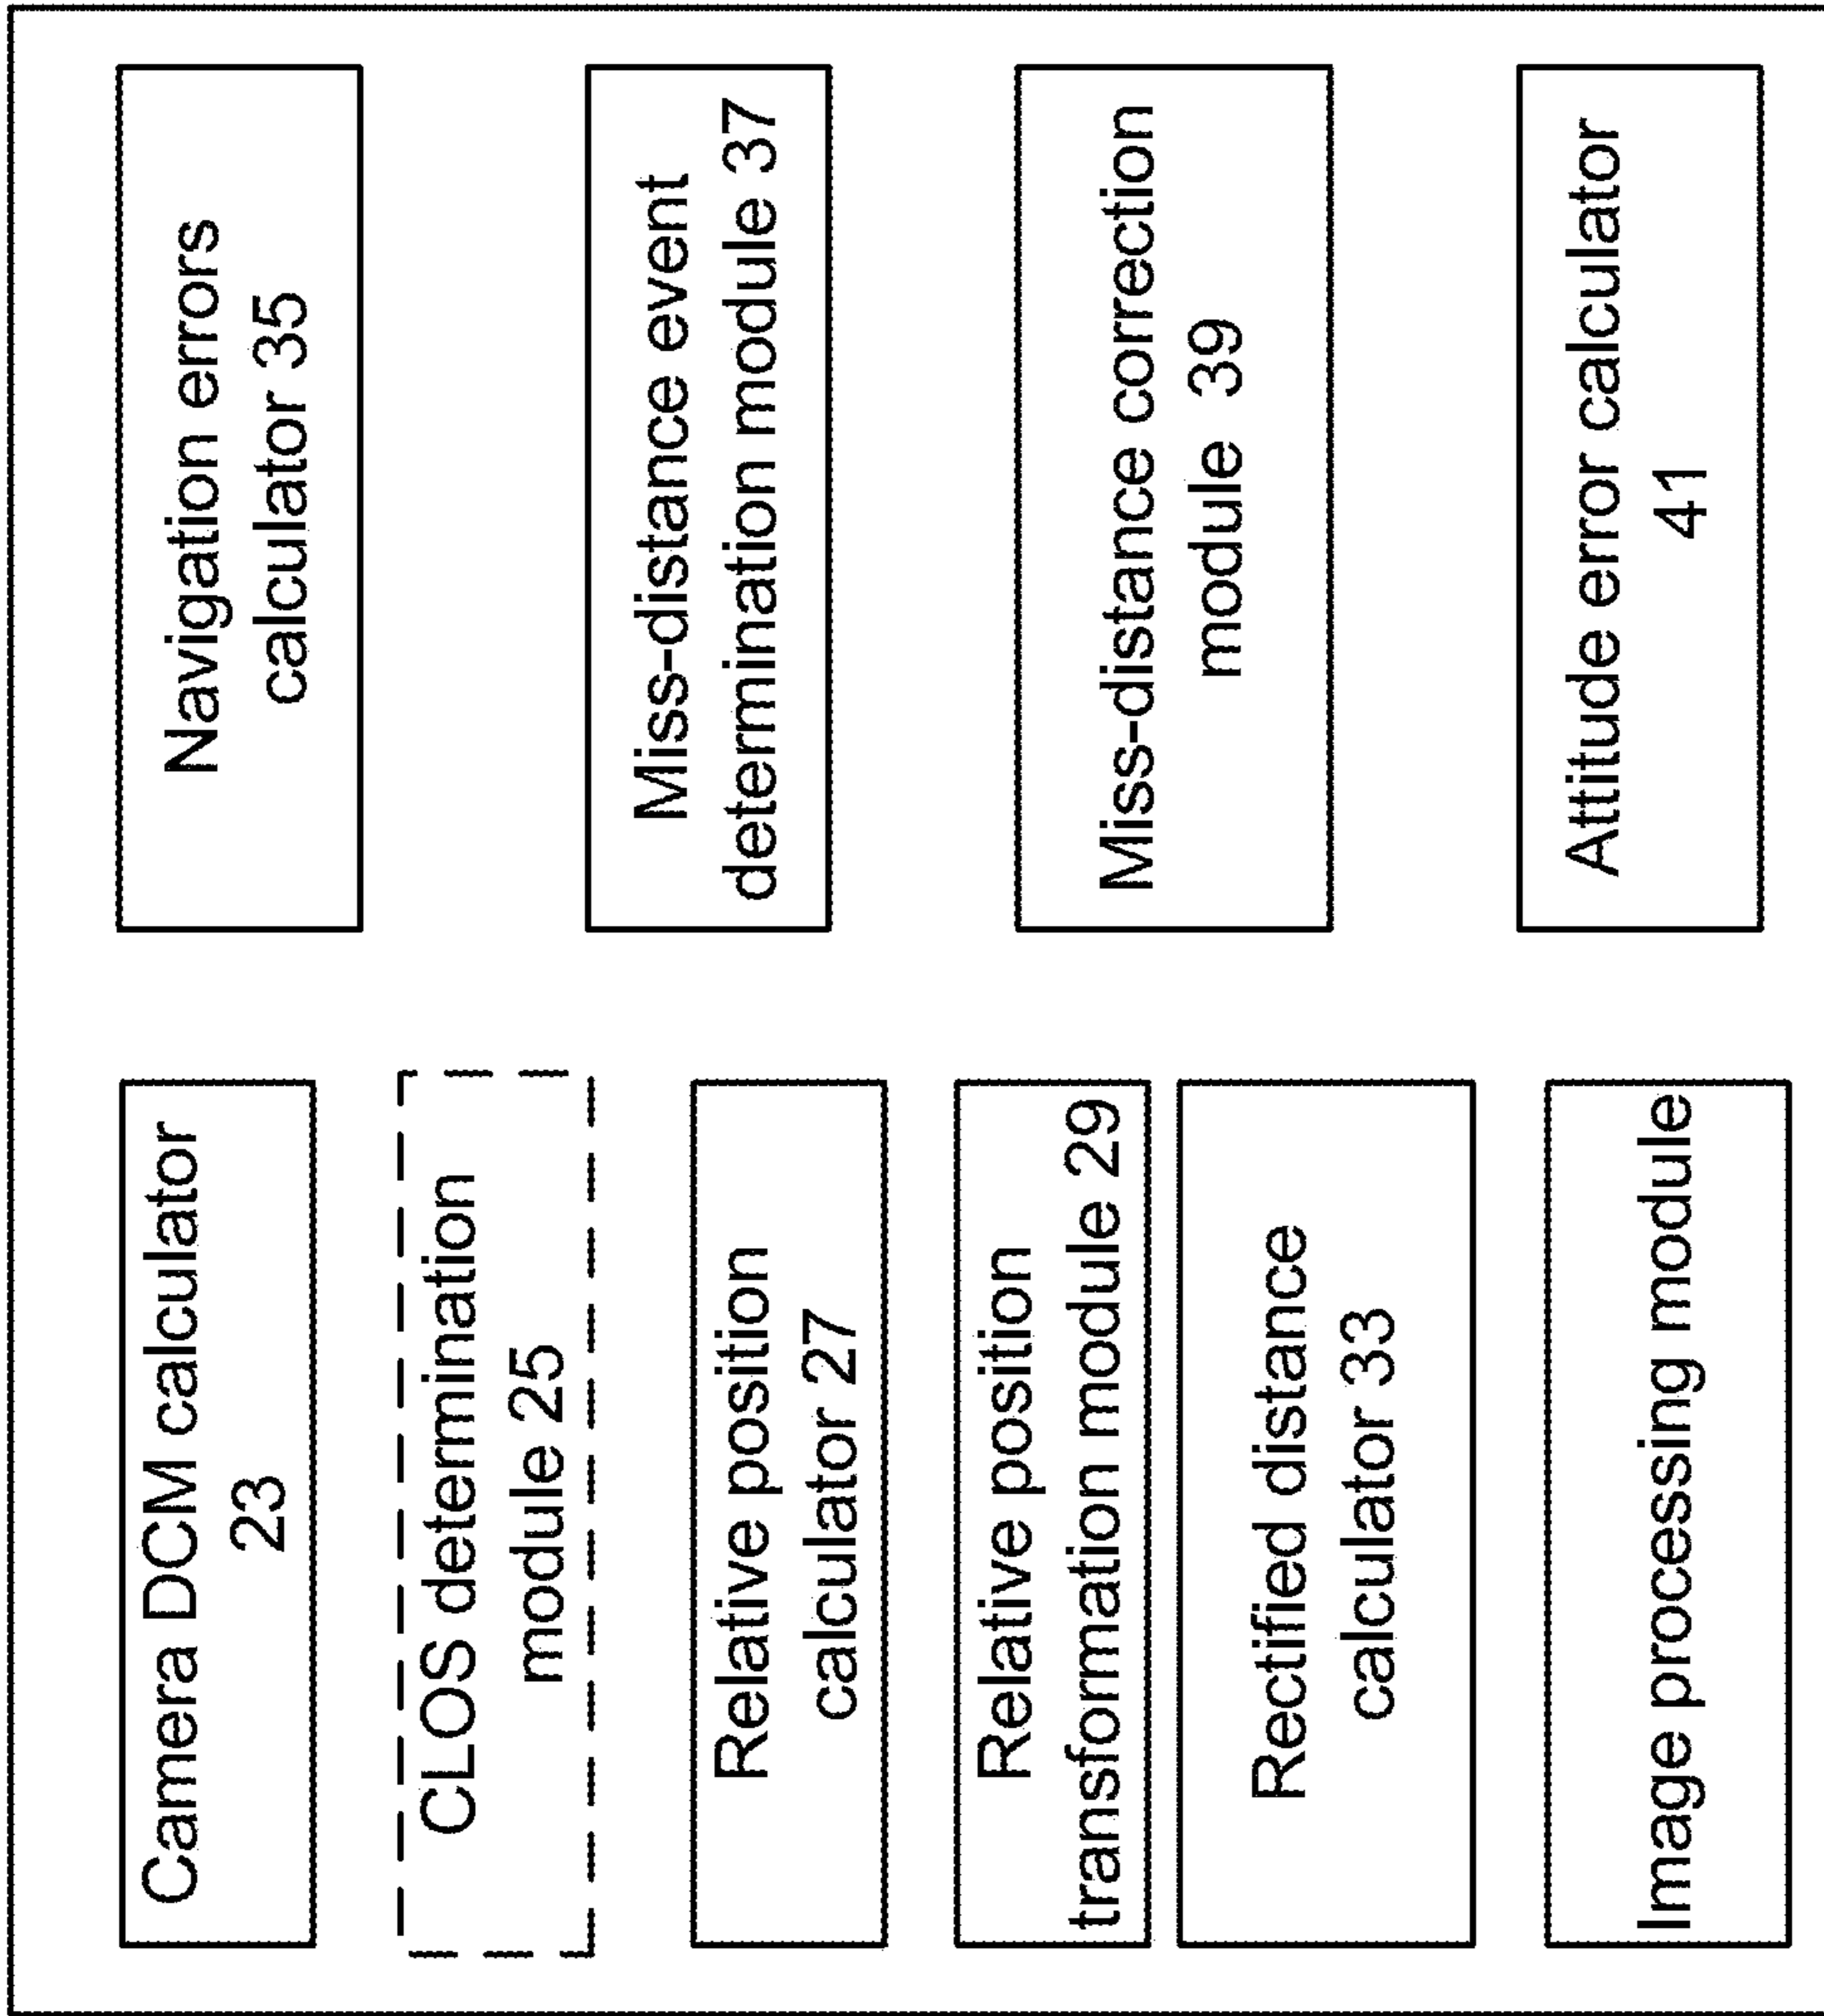 Camera DCM calculator
23
CLOS determination
module 25
Relative position
calculator 27
Relative position
transformation module 29
Rectified distance
calculator 33
Image processing module
Navigation errors
calculator 35
Miss-distance event
determination module 37
Miss-distance correction
module 39
Attitude error calculator
41